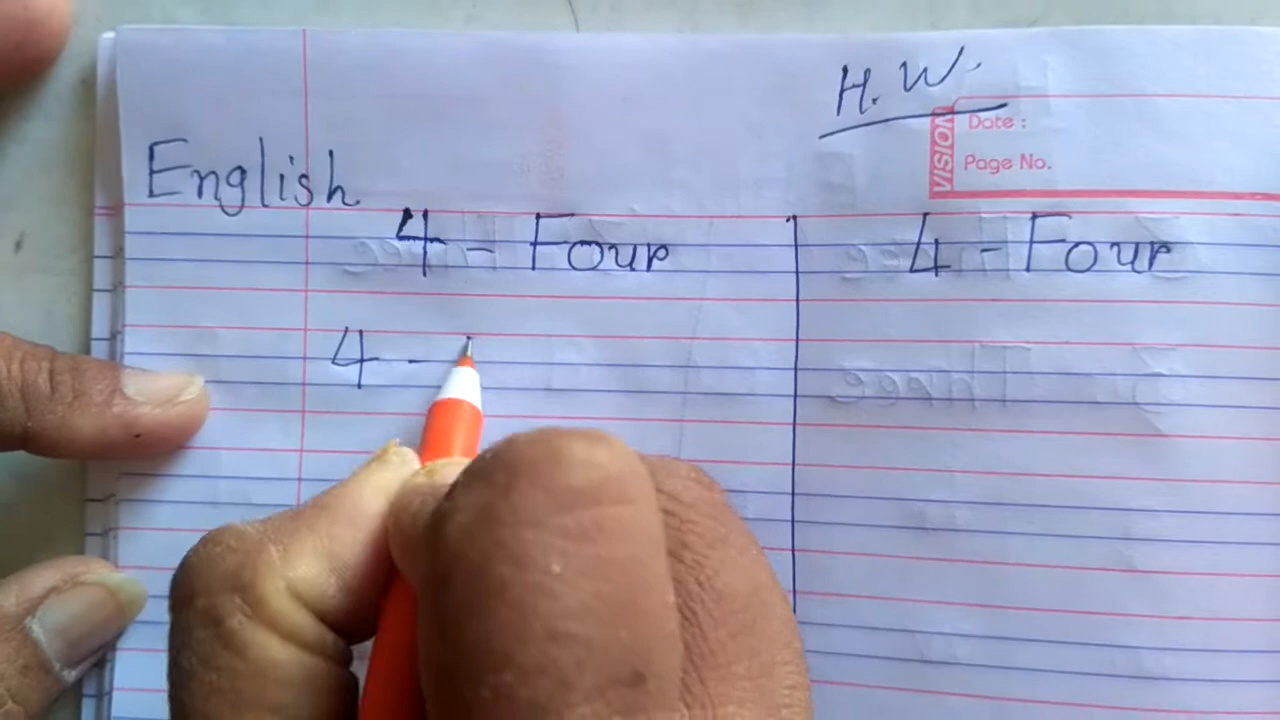 H.W.
VISION
Date :
Page No.
English
4 - Four
4 - Four
4 -